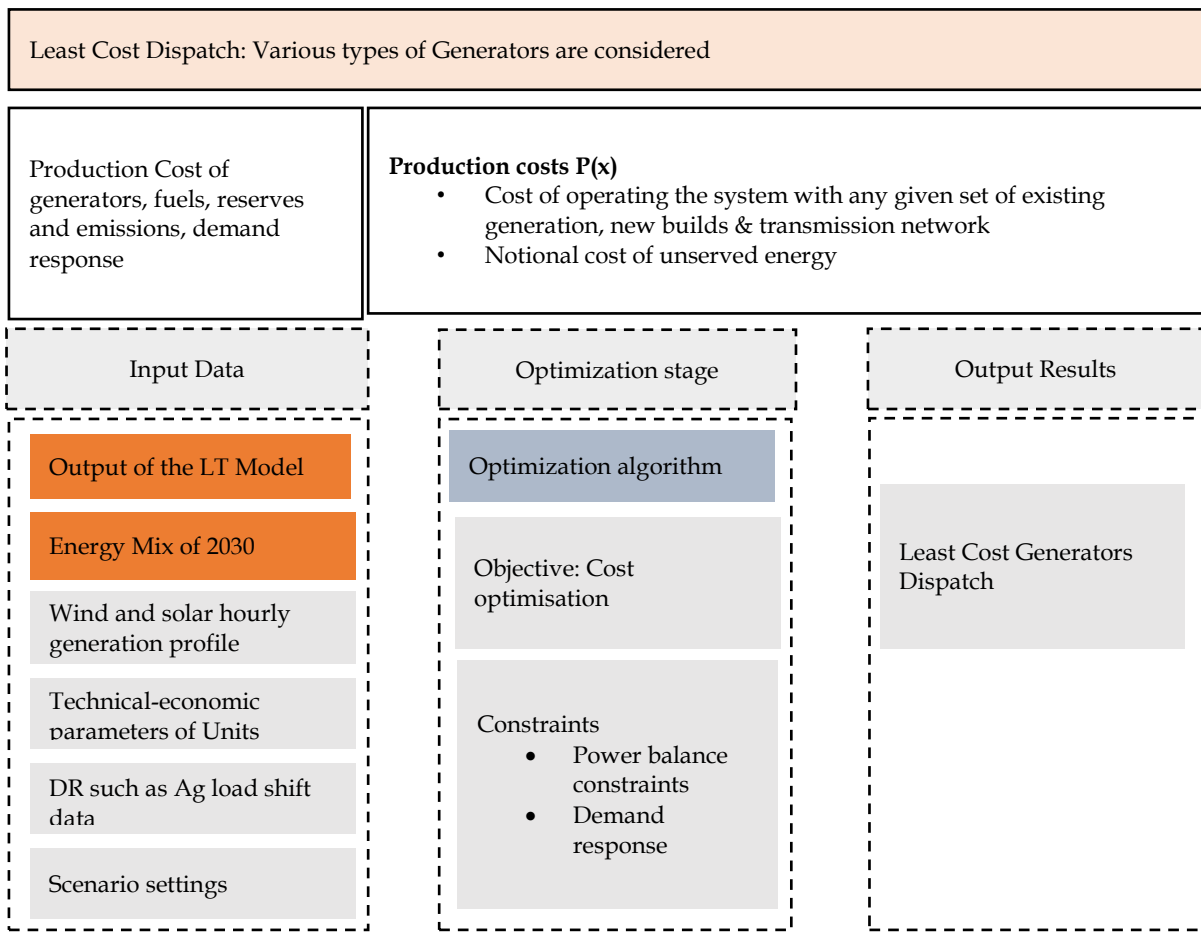 Least Cost Dispatch: Various types of Generators are considered
Production Cost of
generators, fuels, reserves
and emissions, demand
response
Production costs P(x)
• Cost of operating the system with any given set of existing
generation, new builds & transmission network
• Notional cost of unserved energy
Input Data
Output of the LT Model
Energy Mix of 2030
Wind and solar hourly
generation profile
Technical-economic
parameters of Units
DR such as Ag load shift
data
Scenario settings
Optimization stage
Optimization algorithm
Objective: Cost
optimisation
Constraints
• Power balance
constraints
• Demand
response
Output Results
Least Cost Generators
Dispatch